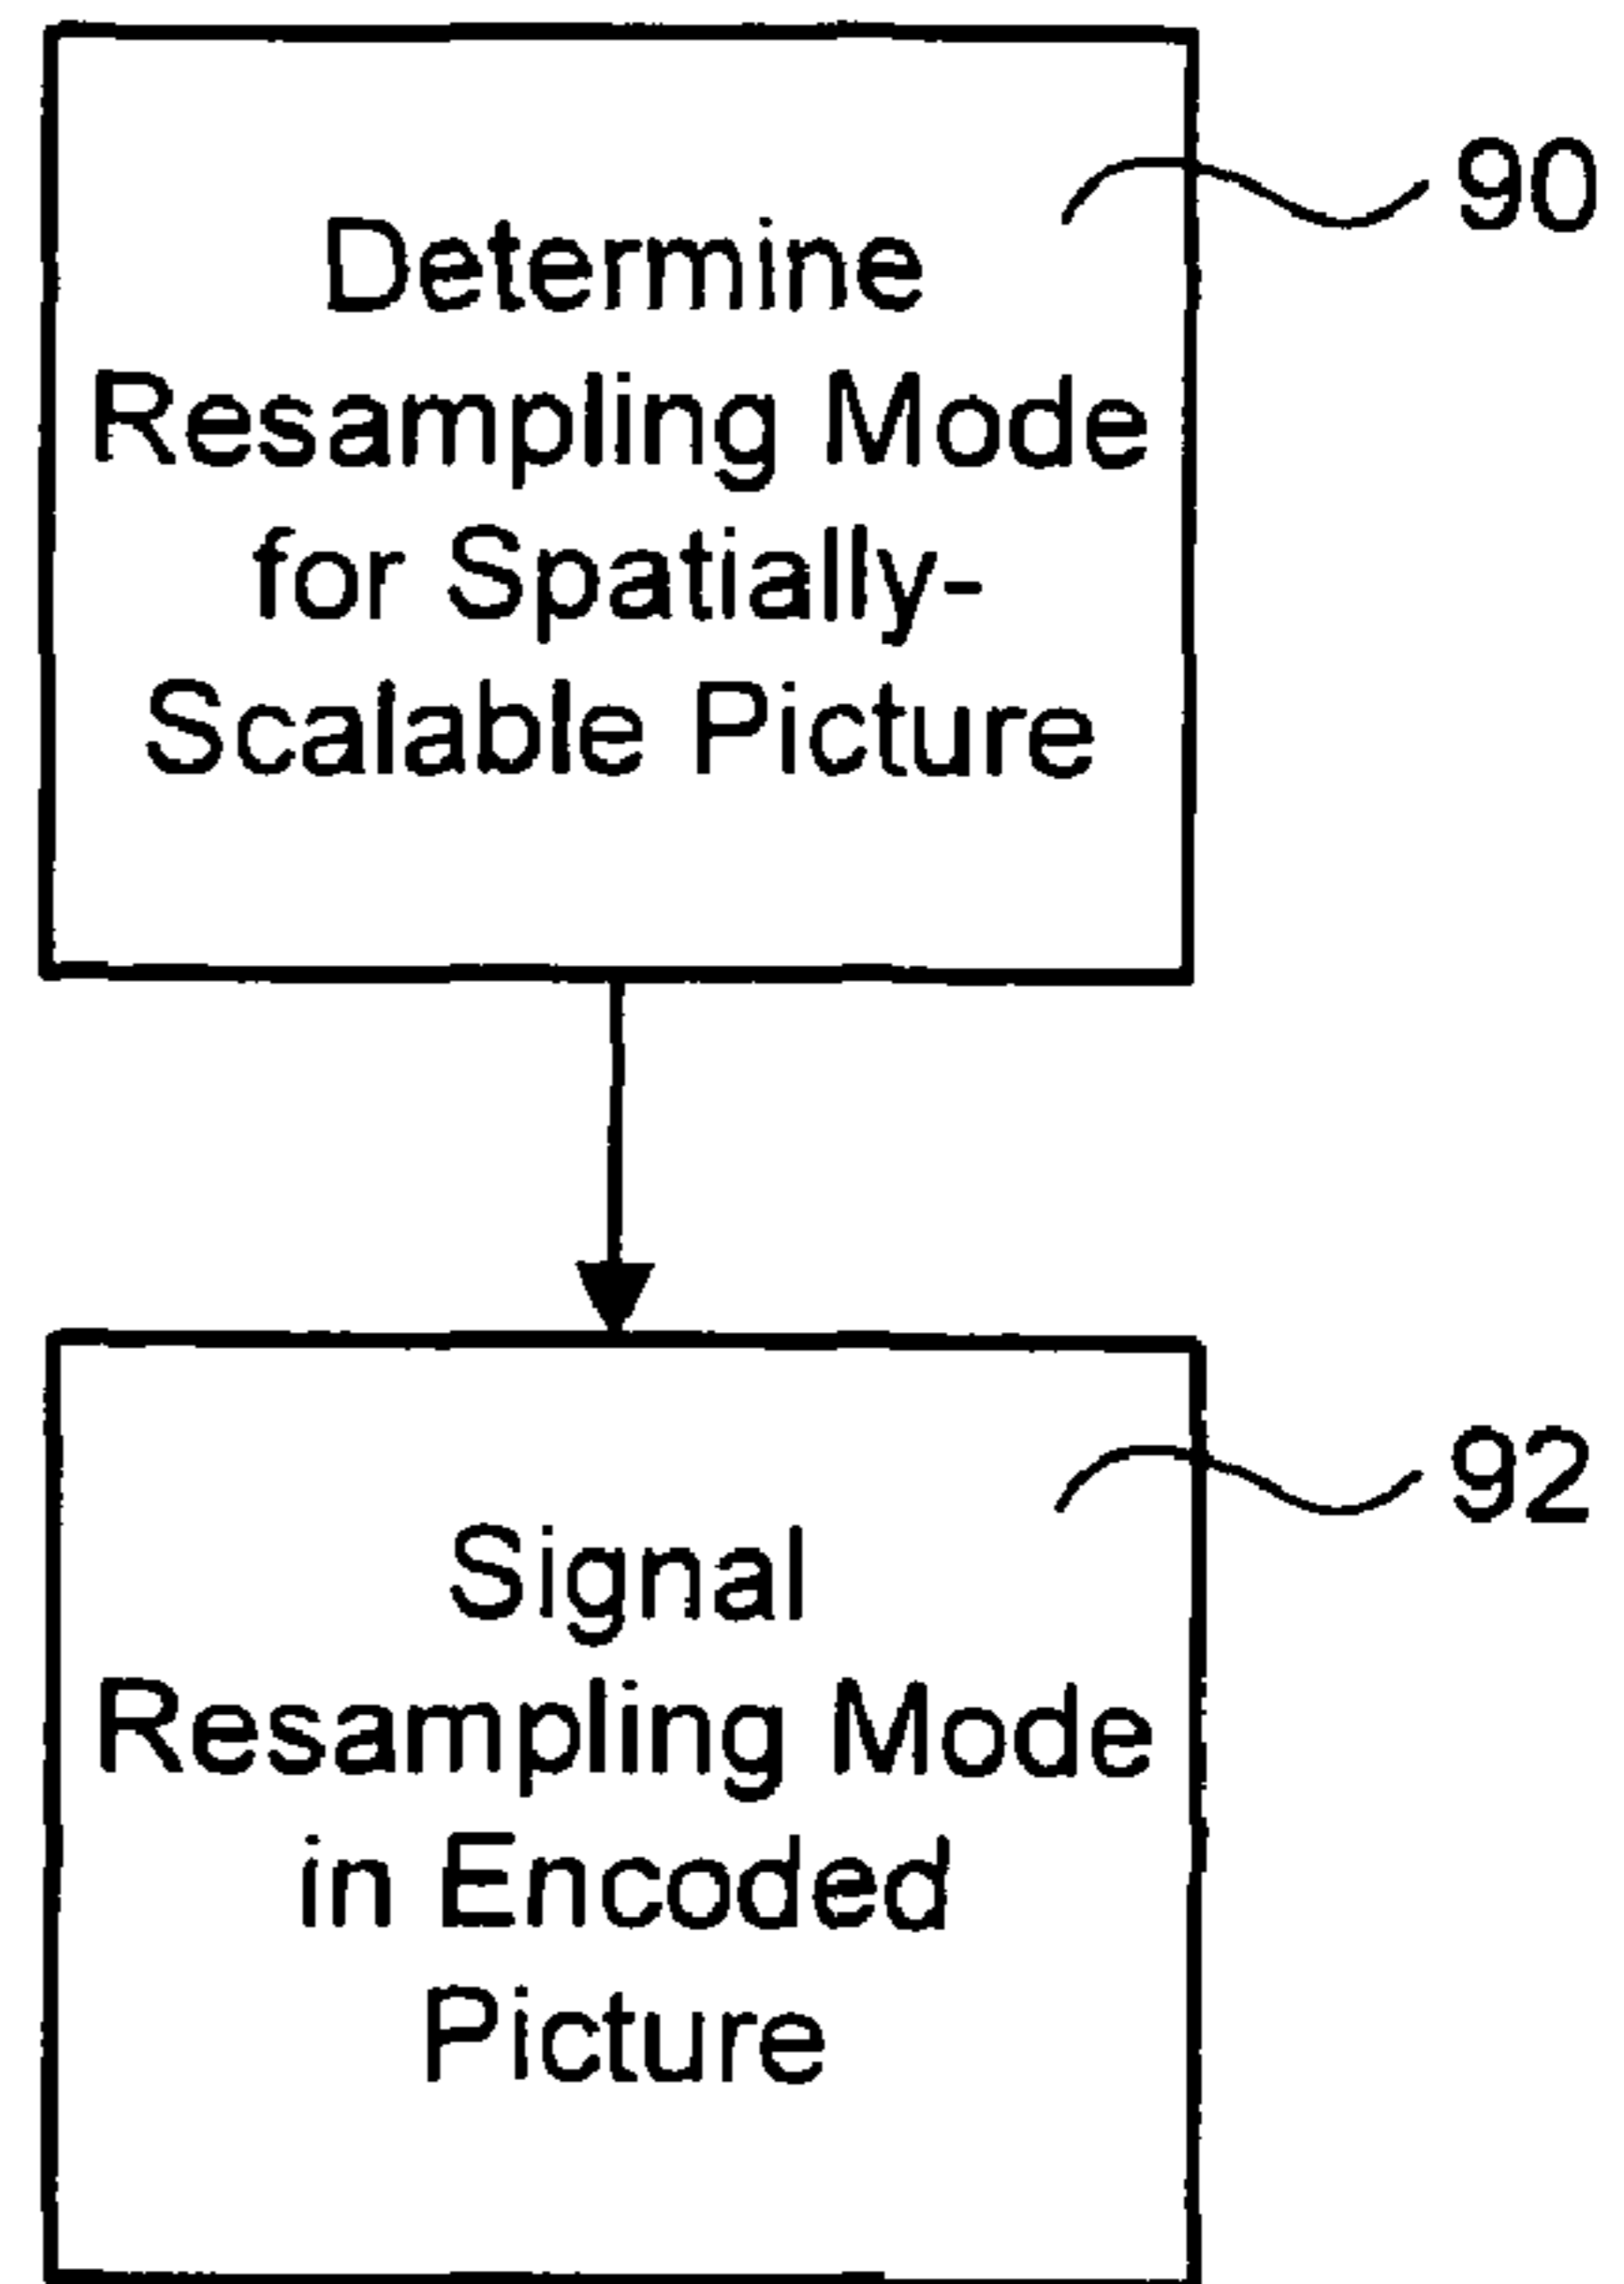 90
Determine
Resampling Mode
for Spatially-
Scalable Picture
92
Signal
Resampling Mode
in Encoded
Picture